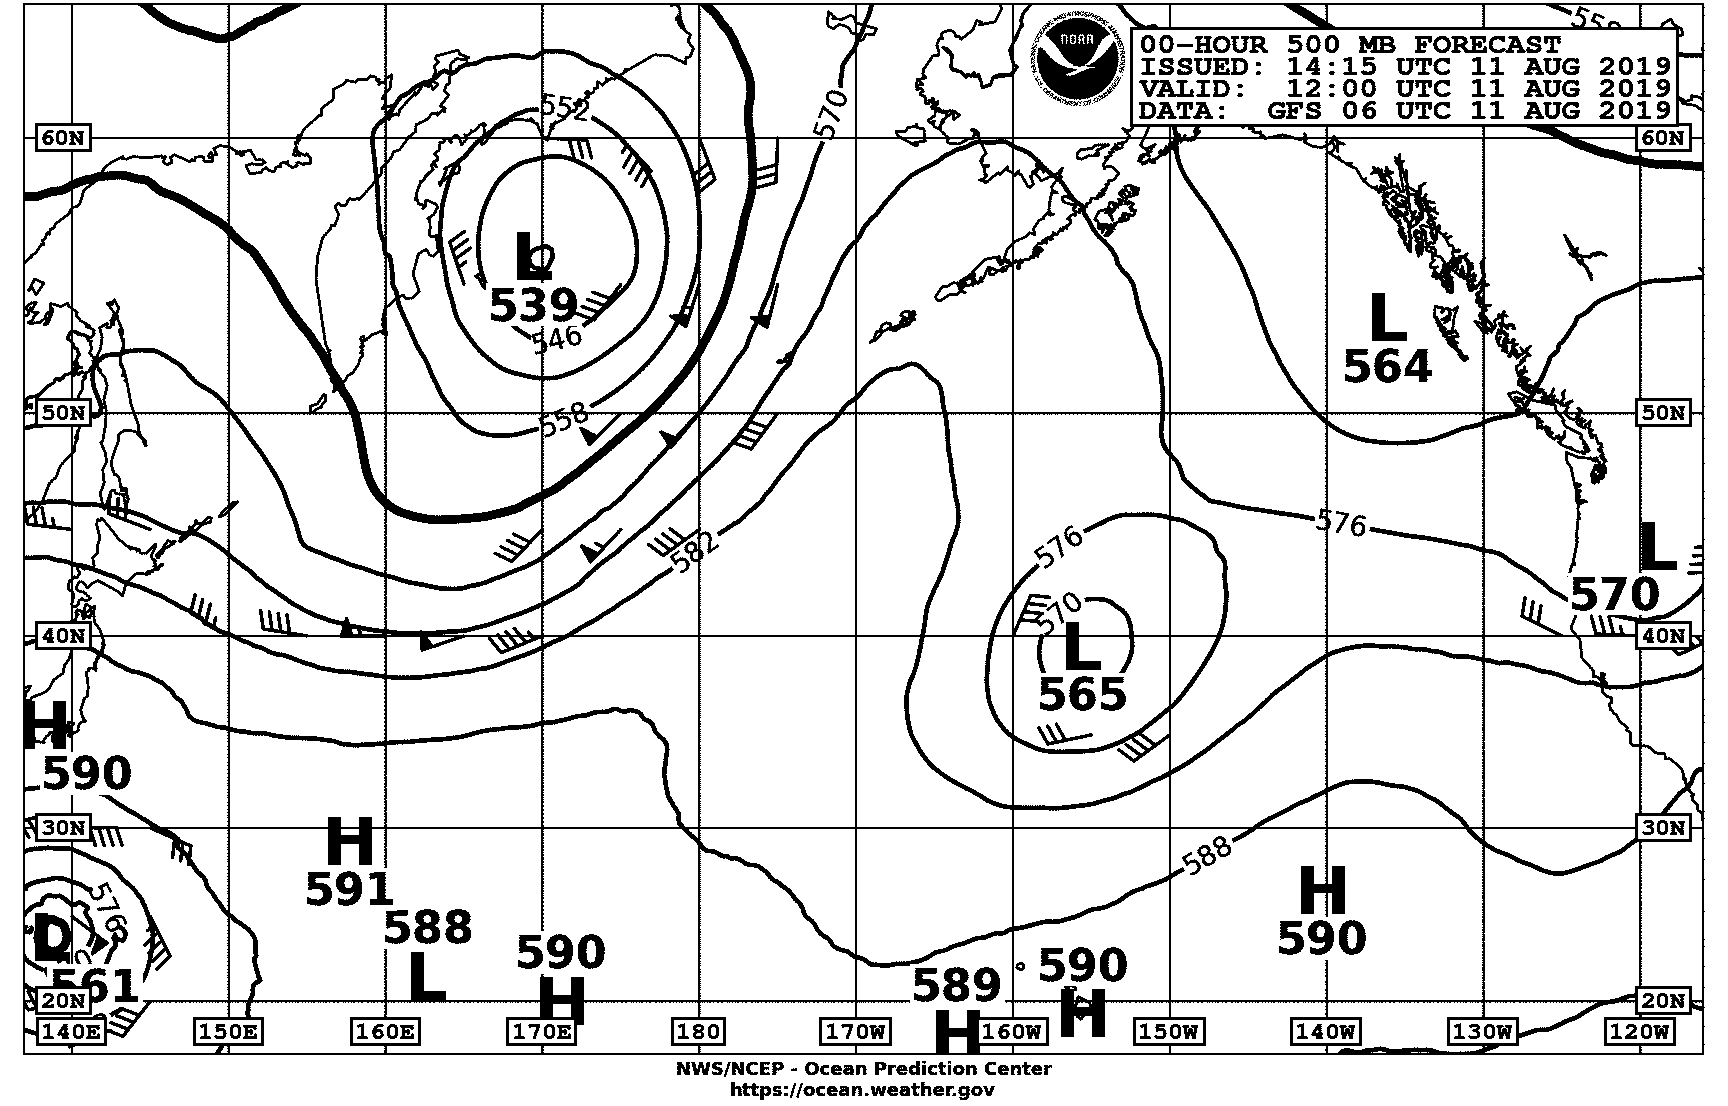 558
NOAA
00-HOUR 500 MB FORECAST
ISSUED: 14:15 UTC 11 AUG 2019
VALID: 12:00 UTC 11 AUG 2019
DATA: GFS 06 UTC 11 AUG 2019
552
570
60N
60N
L
539
546
L
564
50N
558
50N
576
576
582
L
570
570
40N
40N
L
565
H
590
30N
H
591
588
30N
576
588
L
590
H
H
590
D
561
589
H
590
H
20N
20N
140E 150E 160E 170E 180 170W 160W 150W 140W 130W 120W
NWS/NCEP - Ocean Prediction Center
https://ocean.weather.gov